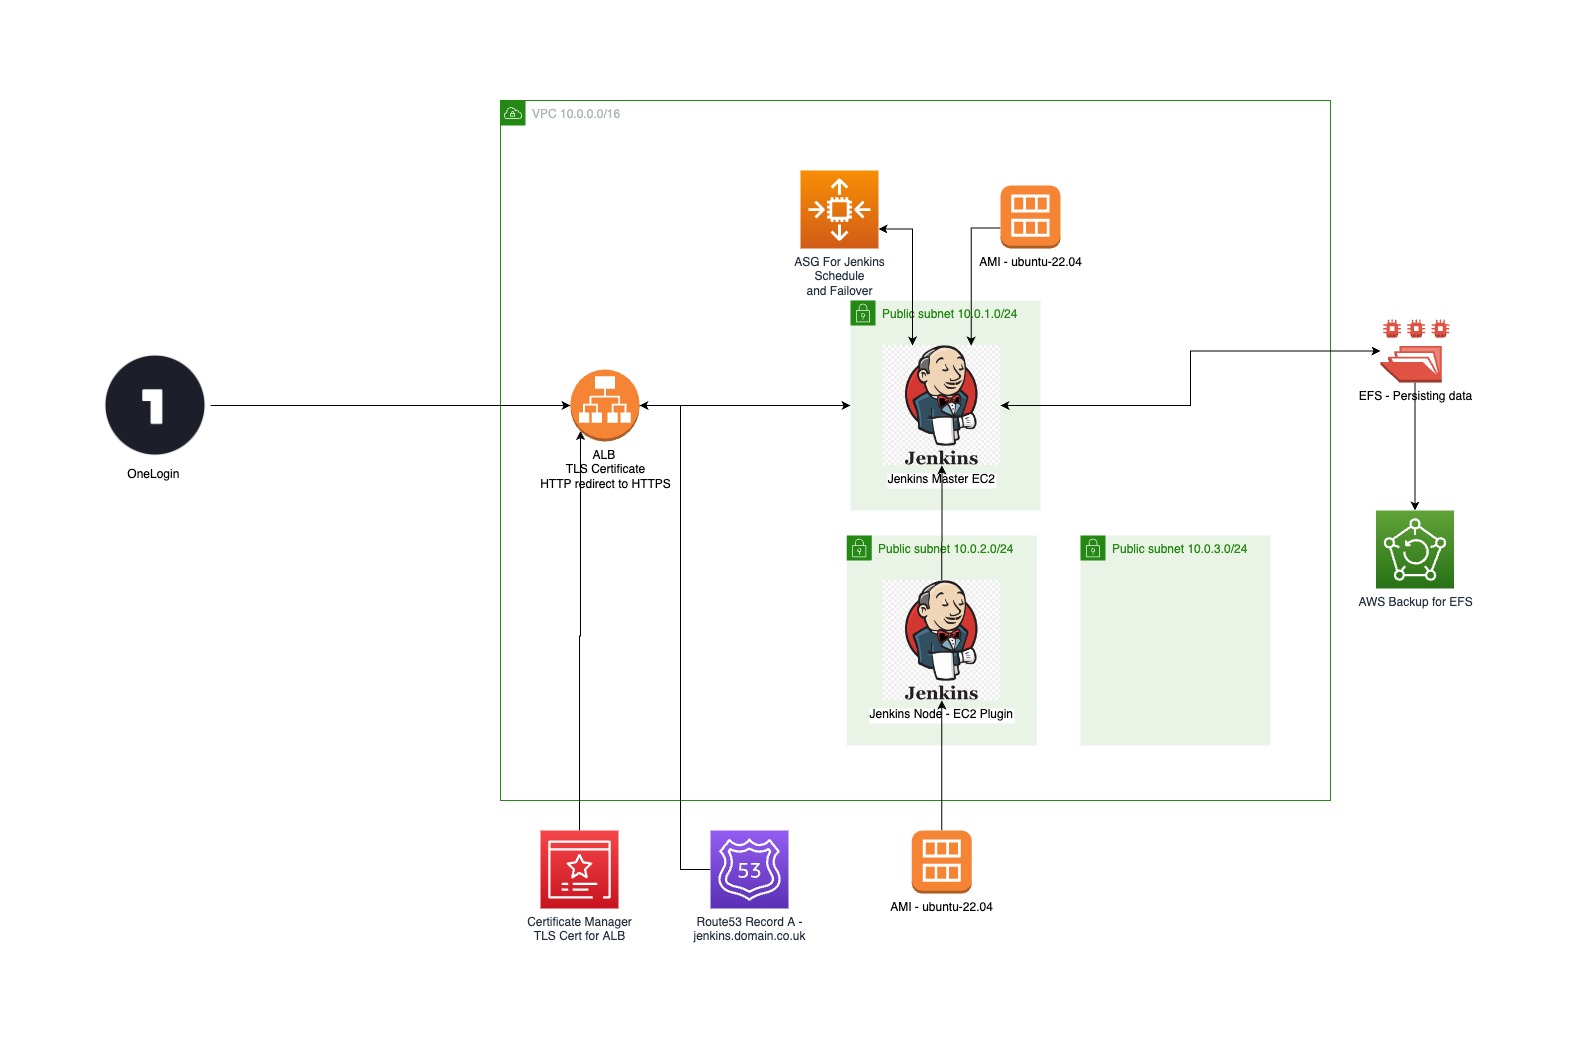 VPC 10.0.0.0/16
ASG For Jenkins
Schedule
and Failover
AMI - ubuntu-22.04
Public subnet 10.0.1.0/24
Jenkins
Jenkins Master EC2
1
OneLogin
ALB
TLS Certificate
HTTP redirect to HTTPS
EFS - Persisting data
Public subnet 10.0.2.0/24
Jenkins
Jenkins Node - EC2 Plugin
Public subnet 10.0.3.0/24
AWS Backup for EFS
Certificate Manager
TLS Cert for ALB
53
Route53 Record A -
jenkins.domain.co.uk
AMI - ubuntu-22.04